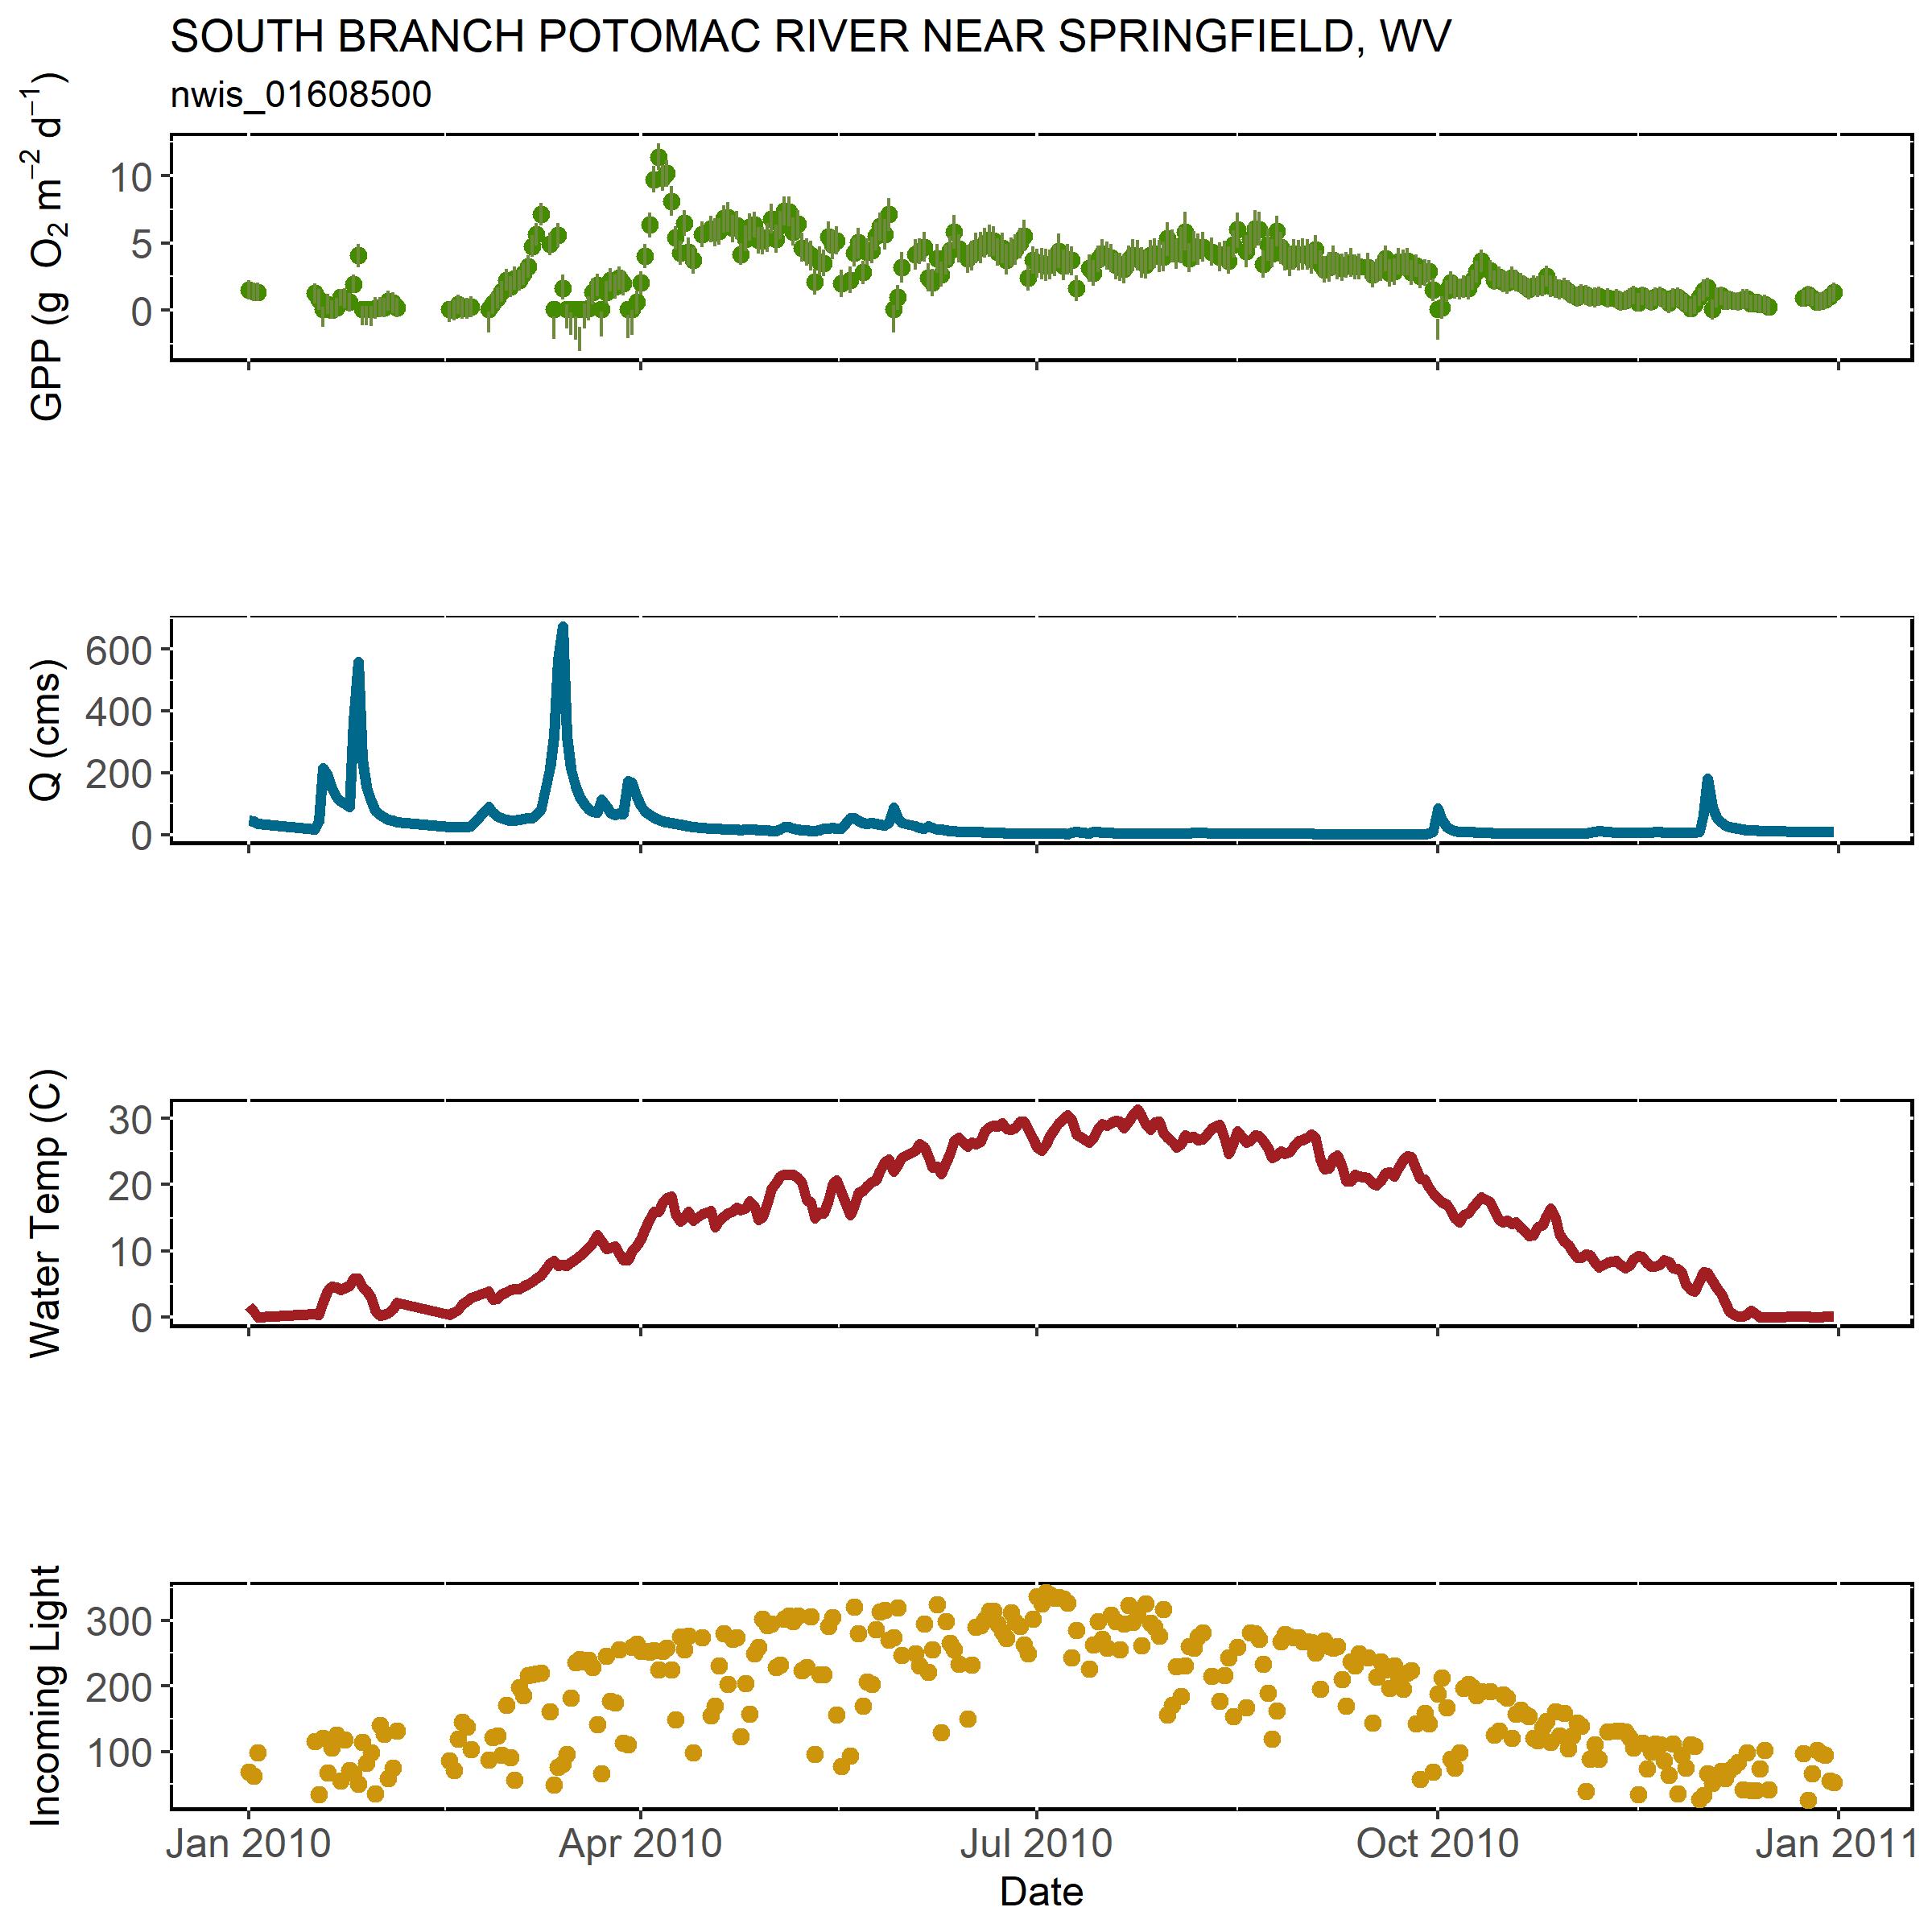 SOUTH BRANCH POTOMAC RIVER NEAR SPRINGFIELD, WV
nwis_01608500
GPP (g O₂ m⁻² d⁻¹)
10
5
0
Q (cms)
600
400
200
0
Water Temp (C)
30
20
10
0
Incoming Light
300
200
100
Jan 2010 Apr 2010 Jul 2010 Oct 2010 Jan 2011
Date